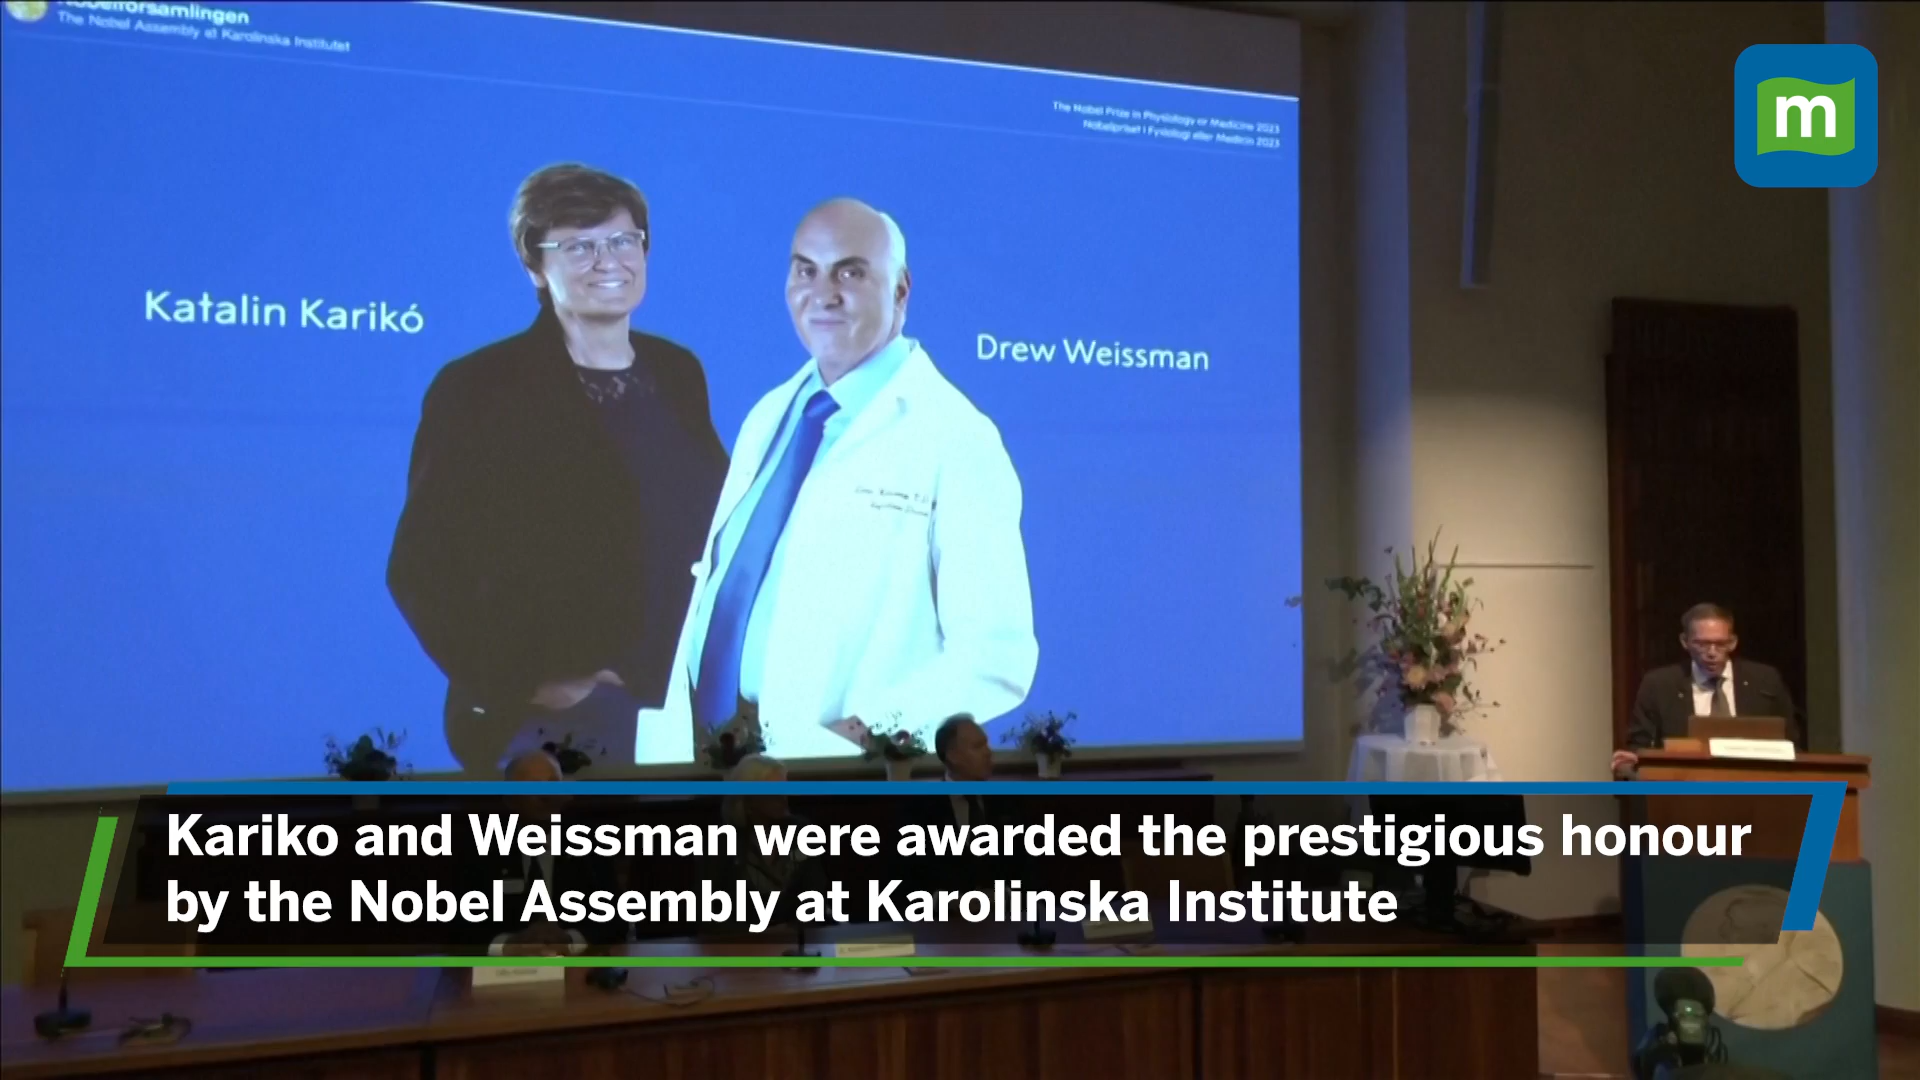 Nobelförsamlingen
The Nobel Assembly at Karolinska Institutet
The Nobel Prize in Physiology or Medicine 2023
Nobelpriset i Fysiologi eller Medicin 2023
m
Katalin Karikó
Drew Weissman
Kariko and Weissman were awarded the prestigious honour
by the Nobel Assembly at Karolinska Institute